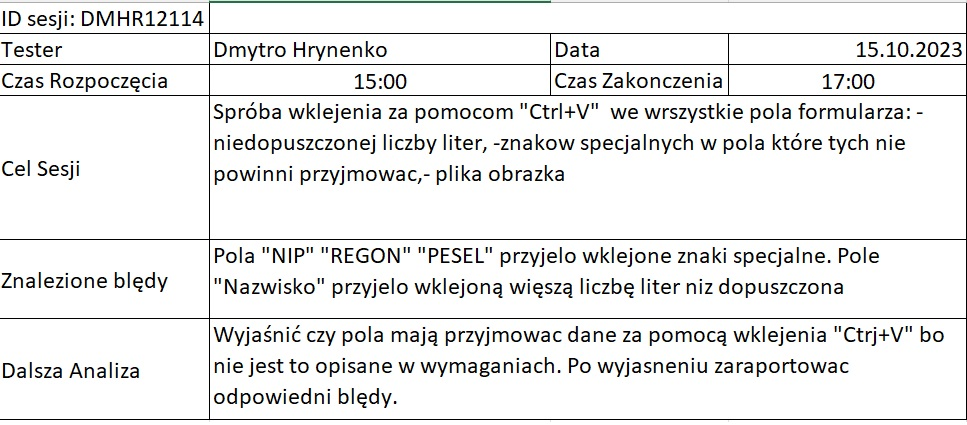 ID sesji: DMHR12114
Tester Dmytro Hrynenko Data 15.10.2023
Czas Rozpoczęcia 15:00 Czas Zakonczenia 17:00
Cel Sesji
Spróba wklejenia za pomocom "Ctrl+V" we wrszystkie pola formularza: -
niedopuszczonej liczby liter, -znakow specjalnych w pola które tych nie
powinni przyjmowac,- plika obrazka
Znalezione błędy
Pola "NIP" "REGON" "PESEL" przyjelo wklejone znaki specjalne. Pole
"Nazwisko" przyjelo wklejoną więszą liczbę liter niz dopuszczona
Dalsza Analiza
Wyjaśnić czy pola mają przyjmowac dane za pomocą wklejenia "Ctrj+V" bo
nie jest to opisane w wymaganiach. Po wyjasneniu zaraportowac
odpowiedni błędy.